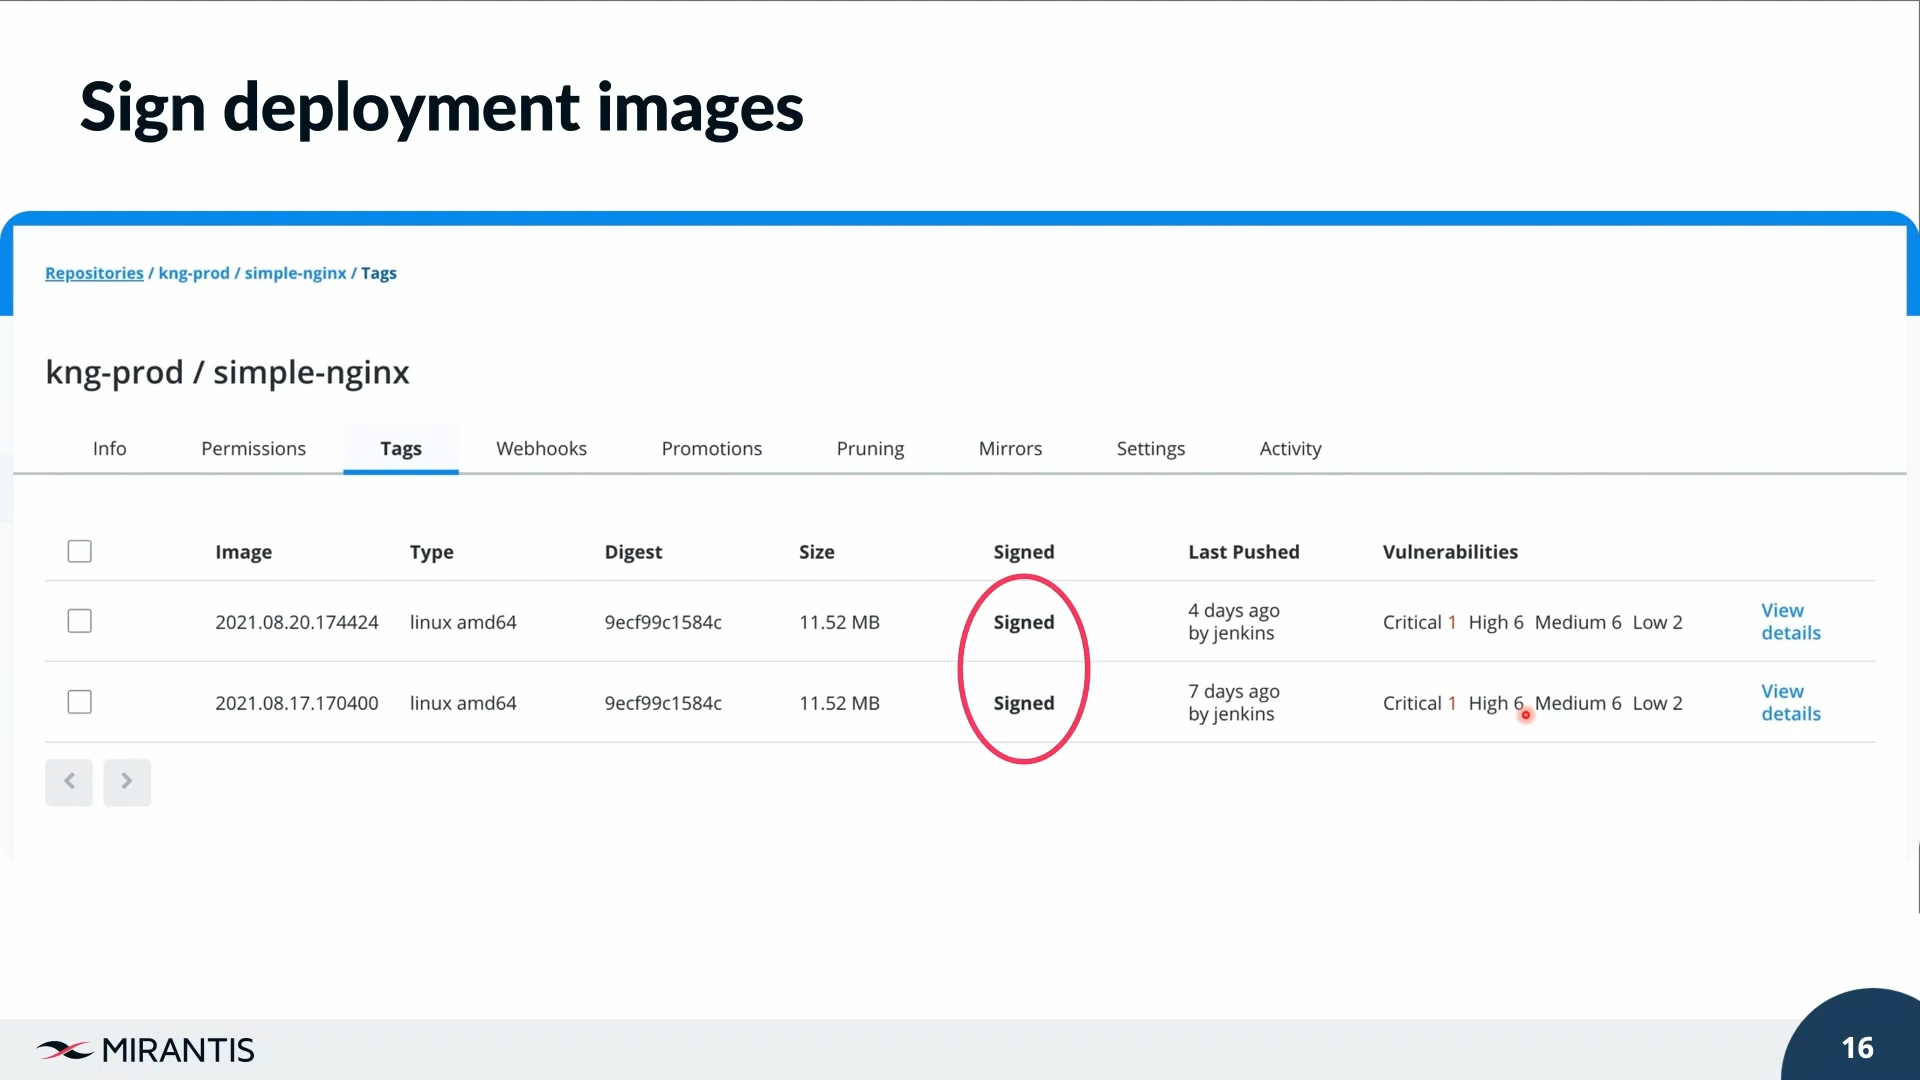 Sign deployment images
Repositories / kng-prod / simple-nginx / Tags
kng-prod / simple-nginx
Info Permissions Tags Webhooks Promotions Pruning Mirrors Settings Activity
Image Type Digest Size Signed Last Pushed Vulnerabilities
2021.08.20.174424 linux amd64 9ecf99c1584c 11.52 MB Signed 4 days ago by jenkins Critical 1 High 6 Medium 6 Low 2 View details
2021.08.17.170400 linux amd64 9ecf99c1584c 11.52 MB Signed 7 days ago by jenkins Critical 1 High 6 Medium 6 Low 2 View details
MIRANTIS
16